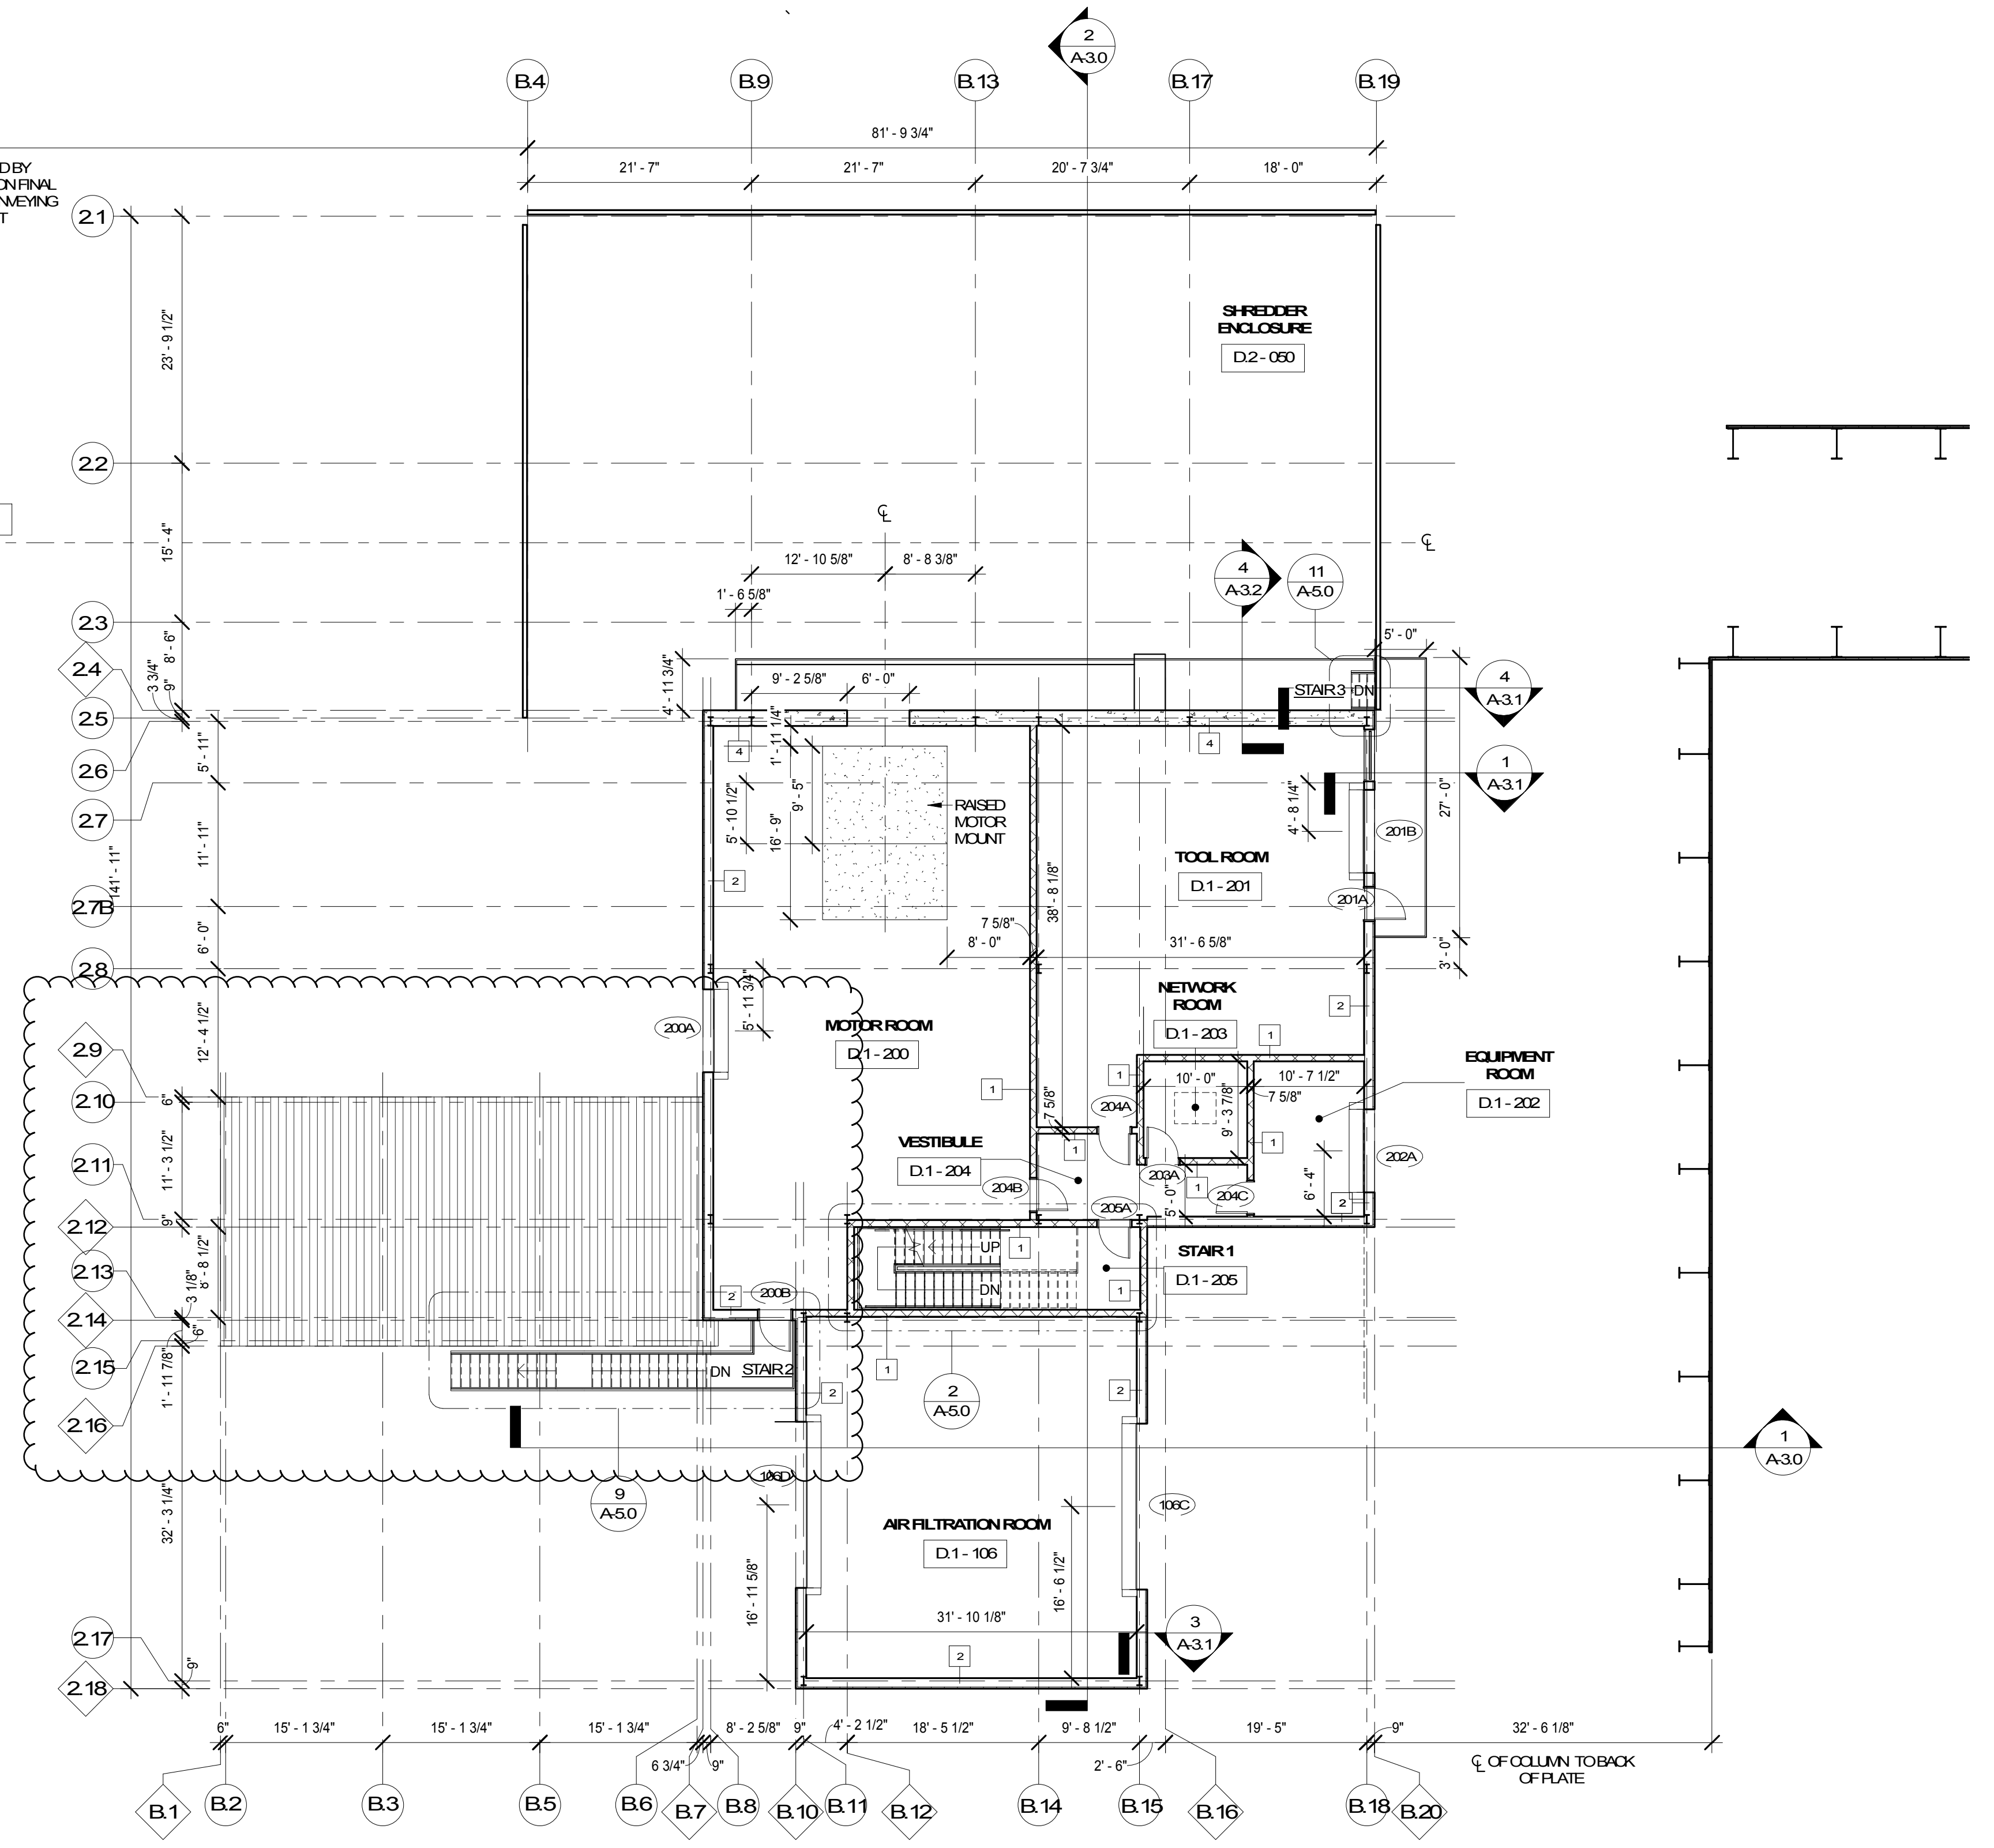 2
A-3.0
B.4
B.9
B.13
B.17
B.19
81' - 9 3/4"
21' - 7"
21' - 7"
20' - 7 3/4"
18' - 0"
D BY
ON FINAL
NVEYING
T
2.1
23' - 9 1/2"
SHREDDER
ENCLOSURE
D.2 - 050
2.2
15' - 4"
12' - 10 5/8"
8' - 8 3/8"
4
A-3.2
11
A-5.0
1' - 6 5/8"
2.3
8' - 6"
5' - 0"
2.4
3 3/4"
9"
4' - 11 3/4"
9' - 2 5/8"
6' - 0"
STAIR 3
DN
4
A-3.1
2.5
1' - 11 1/4"
4
4
2.6
5' - 11"
1
A-3.1
2.7
5' - 10 1/2"
9' - 5"
16' - 9"
RAISED
MOTOR
MOUNT
4' - 8 1/4"
27' - 0"
201B
11' - 11"
TOOL ROOM
D.1 - 201
2
38' - 8 1/8"
141' - 11"
2.7B
201A
7 5/8"
8' - 0"
31' - 6 5/8"
6' - 0"
3' - 0"
2.8
5' - 11 3/4"
NETWORK
ROOM
D.1 - 203
2
200A
MOTOR ROOM
D.1 - 200
12' - 4 1/2"
1
2.9
EQUIPMENT
ROOM
D.1 - 202
1
1
10' - 0"
10' - 7 1/2"
7 5/8"
2.10
6"
7 5/8"
204A
9' - 3 7/8"
VESTIBULE
D.1 - 204
1
1
2.11
11' - 3 1/2"
203A
202A
204B
1
204C
6' - 4"
2
205A
5' - 0"
2.12
9"
UP
1
STAIR 1
D.1 - 205
2.13
8' - 8 1/2"
DN
1
3 1/8"
2
200B
2.14
6"
2.15
1' - 11 7/8"
DN
STAIR 2
1
2
2
2
A-5.0
2.16
1
A-3.0
106D
106C
9
A-5.0
32' - 3 1/4"
AIR FILTRATION ROOM
D.1 - 106
16' - 11 5/8"
16' - 6 1/2"
31' - 10 1/8"
3
A-3.1
2.17
2
9"
2.18
6"
15' - 1 3/4"
15' - 1 3/4"
15' - 1 3/4"
8' - 2 5/8"
9"
4' - 2 1/2"
18' - 5 1/2"
9' - 8 1/2"
19' - 5"
9"
32' - 6 1/8"
6 3/4"
9"
2' - 6"
℄ OF COLUMN TO BACK
OF PLATE
B.1
B.2
B.3
B.5
B.6
B.7
B.8
B.10
B.11
B.12
B.14
B.15
B.16
B.18
B.20